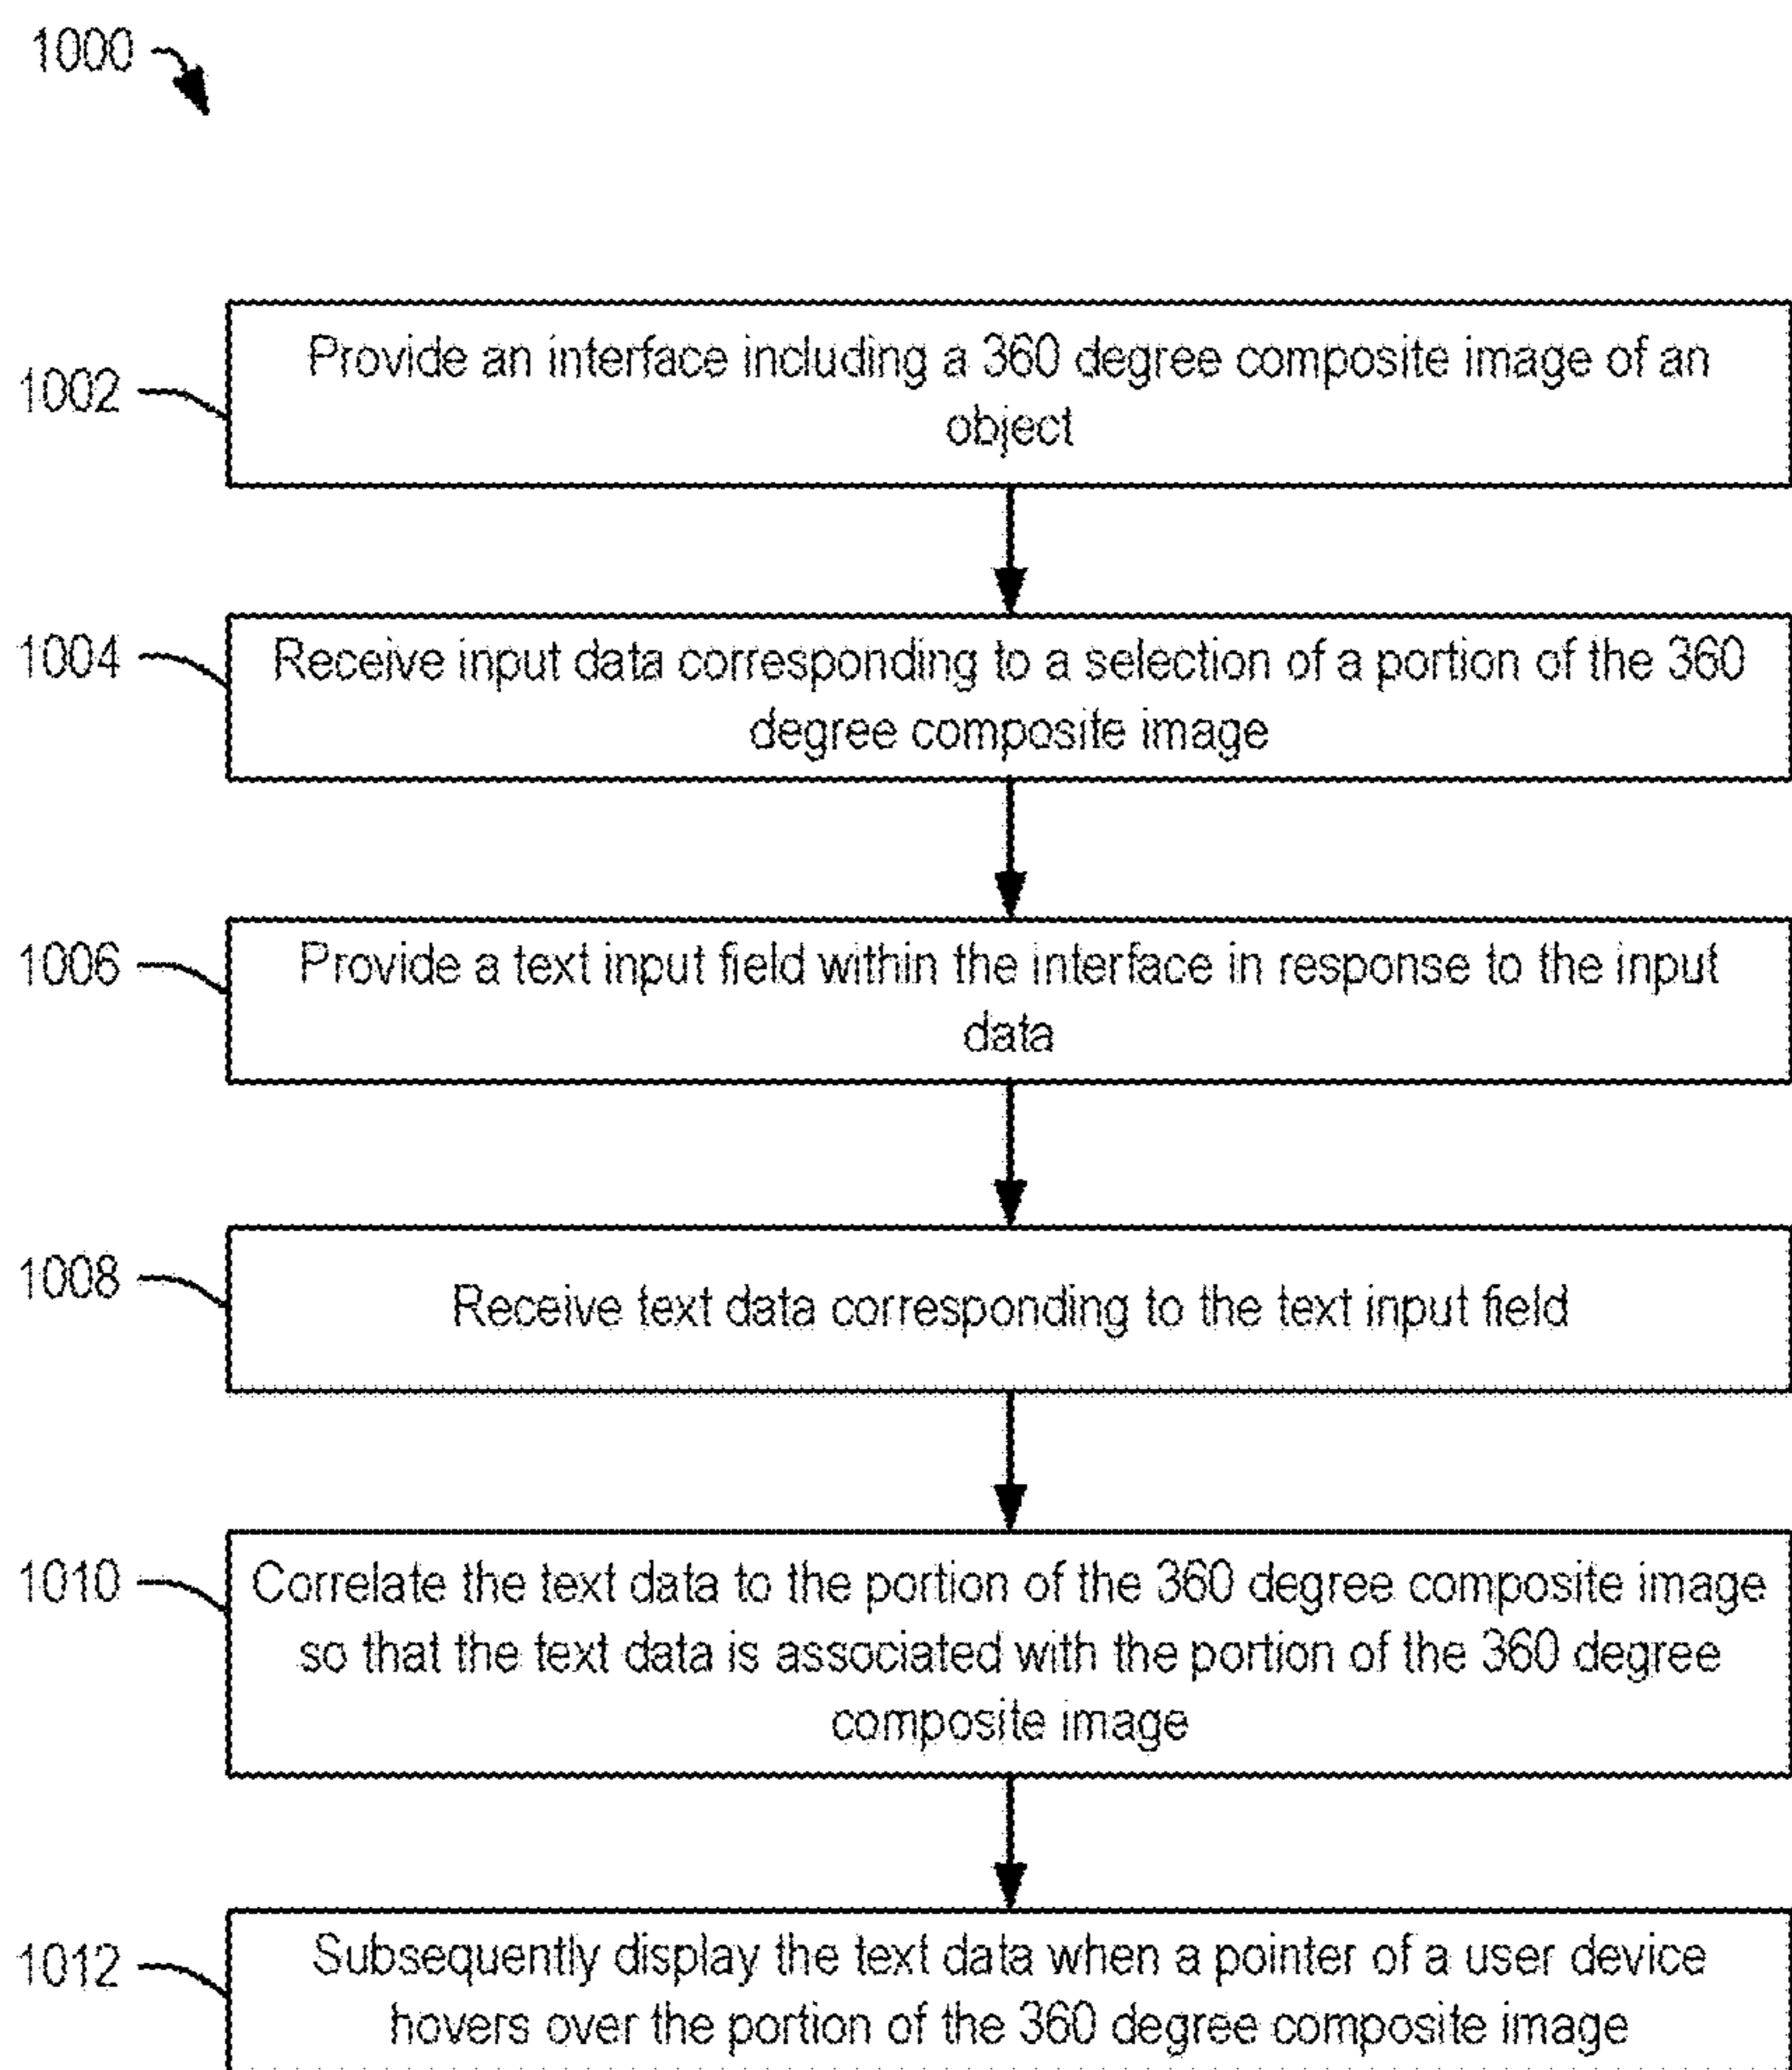 1000
1002
Provide an interface including a 360 degree composite image of an
object
1004
Receive input data corresponding to a selection of a portion of the 360
degree composite image
1006
Provide a text input field within the interface in response to the input
data
1008
Receive text data corresponding to the text input field
1010
Correlate the text data to the portion of the 360 degree composite image
so that the text data is associated with the portion of the 360 degree
composite image
1012
Subsequently display the text data when a pointer of a user device
hovers over the portion of the 360 degree composite image